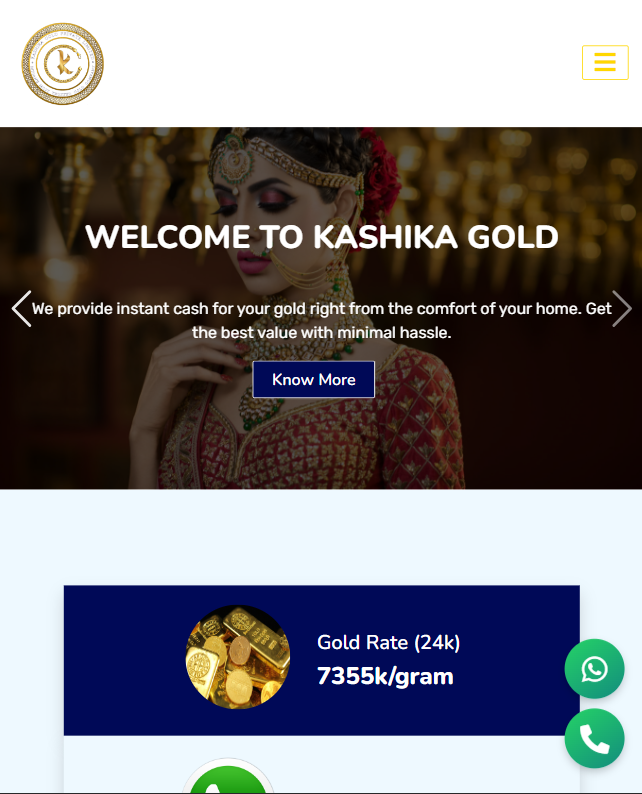 WELCOME TO KASHIKA GOLD
We provide instant cash for your gold right from the comfort of your home. Get
the best value with minimal hassle.
Know More
Gold Rate (24k)
7355k/gram